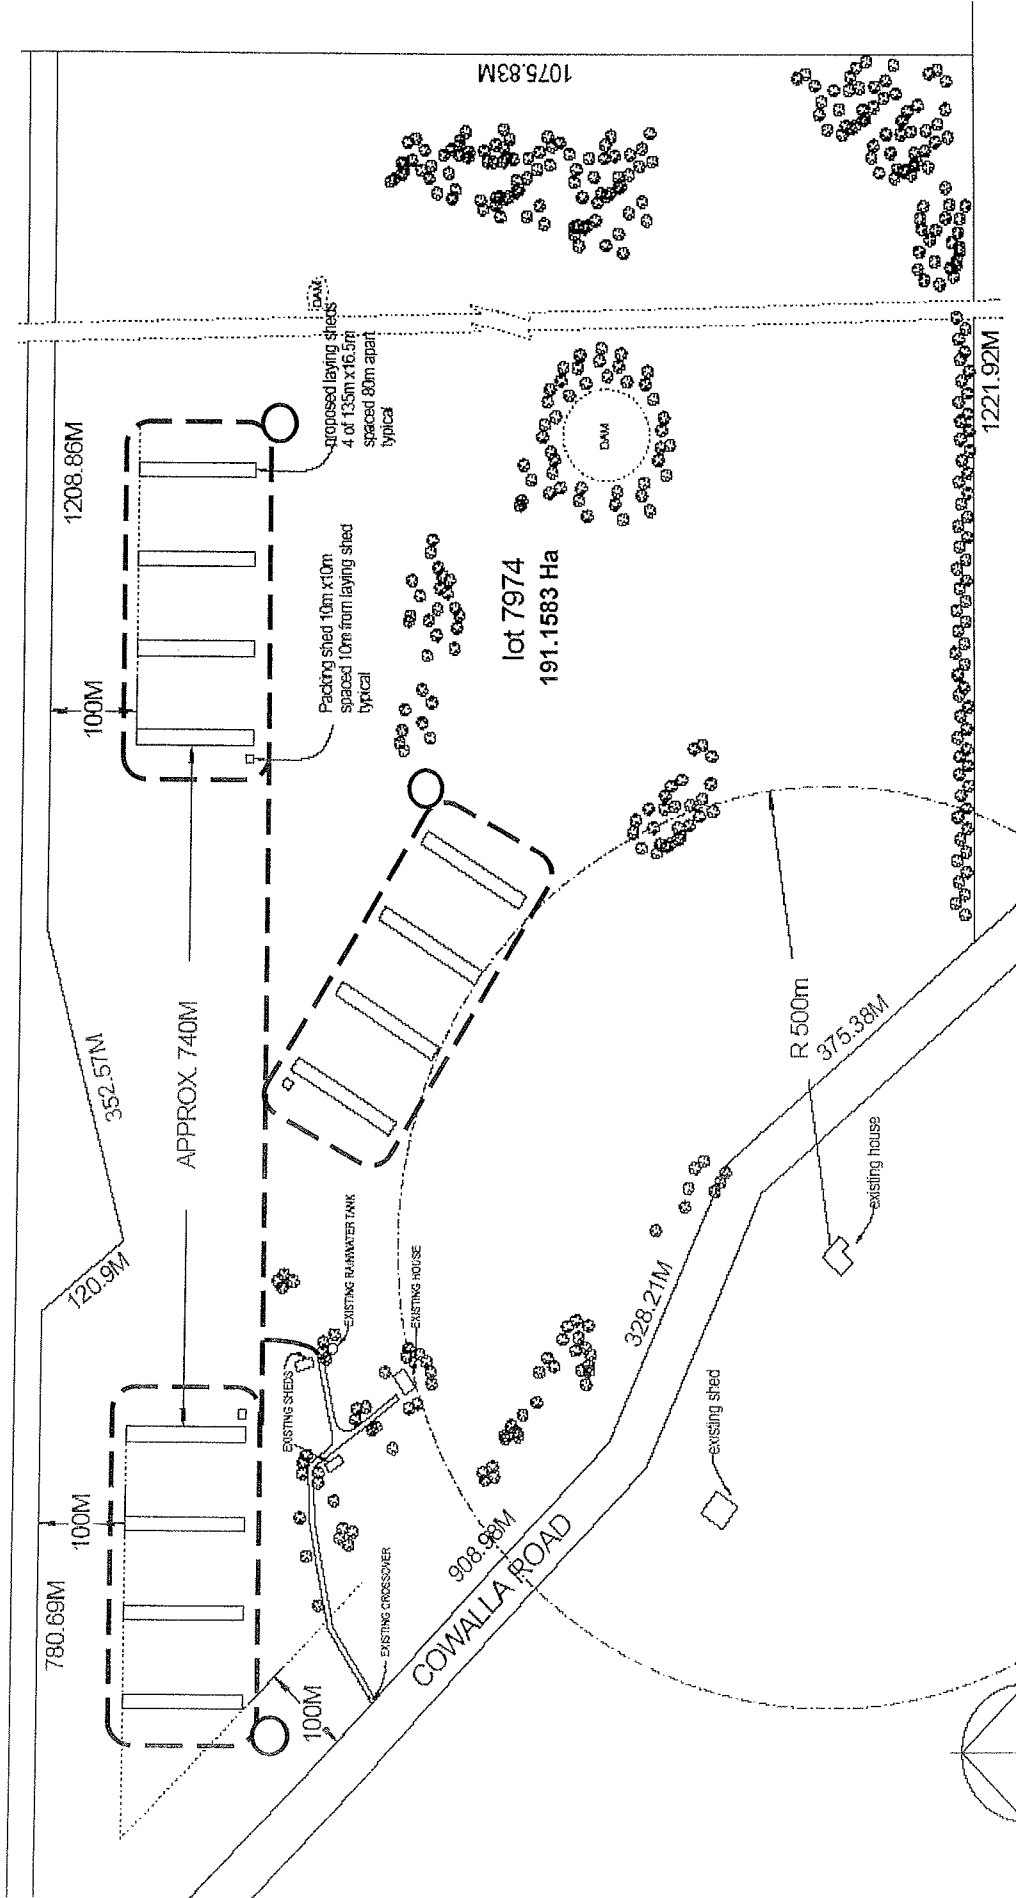 1075.83M
DAM
proposed laying sheds
4 of 135m x16.5m
spaced 80m apart
typical
1208.86M
1221.92M
DAM
100M
Packing shed 10m x10m
spaced 10m from laying shed
typical
lot 7974
191.1583 Ha
352.57M
APPROX. 740M
R 500m
375.38M
120.9M
EXISTING RAINWATER TANK
EXISTING HOUSE
existing house
328.21M
EXISTING SHEDS
existing shed
100M
780.69M
908.98M
COWALLA ROAD
EXISTING CROSSOVER
100M